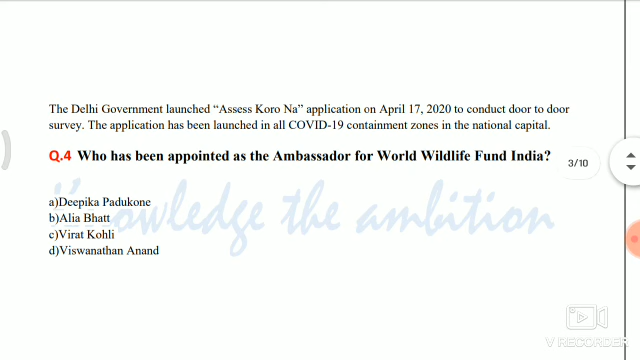 The Delhi Government launched “Assess Koro Na” application on April 17, 2020 to conduct door to door
survey. The application has been launched in all COVID-19 containment zones in the national capital.
Q.4 Who has been appointed as the Ambassador for World Wildlife Fund India?
3/10
a)Deepika Padukone
b)Alia Bhatt
c)Virat Kohli
d)Viswanathan Anand
Knowledge the ambition
V RECORDER